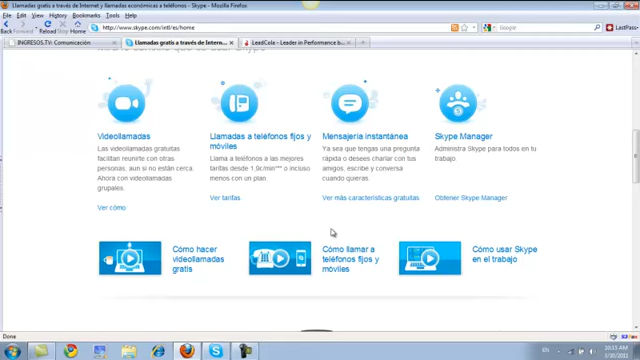 Llamadas gratis a través de Internet y llamadas económicas a teléfonos - Skype - Mozilla Firefox
File Edit View History Bookmarks Tools Help
Back Forward Reload Stop Home
http://www.skype.com/intl/es/home
Google
LastPass
INGRESOS.TV: Comunicación
Llamadas gratis a través de Intern...
LeadCola - Leader in Performance b...
Videollamadas
Las videollamadas gratuitas
facilitan reunirte con otras
personas, aun si no están cerca.
Ahora con videollamadas
grupales.
Ver cómo
Llamadas a teléfonos fijos y
móviles
Llama a teléfonos a las mejores
tarifas desde 1,9c/min*** o incluso
menos con un plan.
Ver tarifas
Mensajería instantánea
Ya sea que tengas una pregunta
rápida o desees charlar con tus
amigos, escribe y conversa
cuando quieras.
Ver más características gratuitas
Skype Manager
Administra Skype para todos en tu
trabajo.
Obtener Skype Manager
Cómo hacer
videollamadas
gratis
Cómo llamar a
teléfonos fijos y
móviles
Cómo usar Skype
en el trabajo
Done
EN
10:15 AM